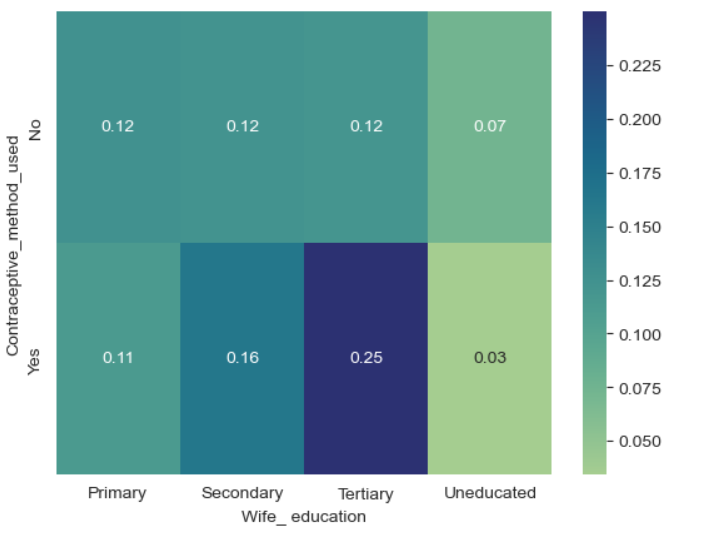 Contraceptive_method_used
No
Yes
0.12 0.12 0.12 0.07
0.11 0.16 0.25 0.03
Primary Secondary Tertiary Uneducated
Wife_ education
0.225
0.200
0.175
0.150
0.125
0.100
0.075
0.050